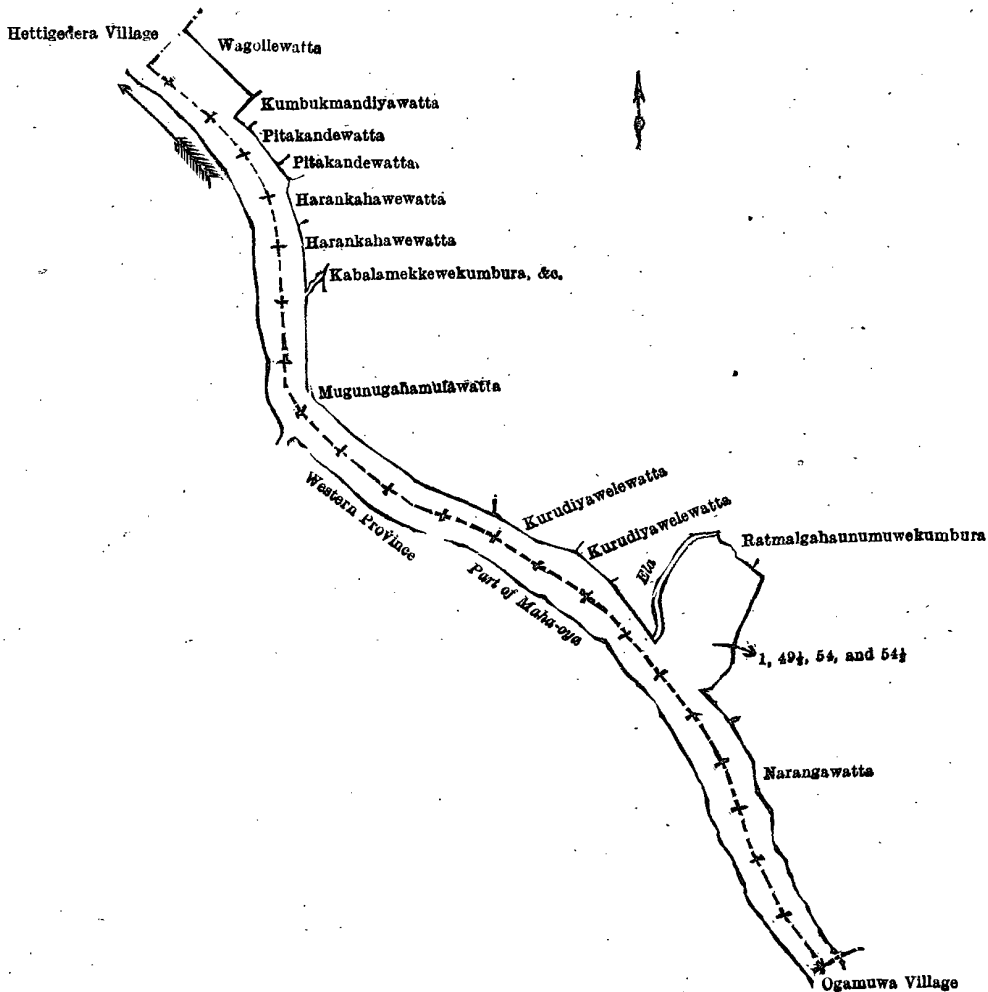 Hettigedera Village
Wagollewatta
Kumbukmandiyawatta
Pitakandewatta
Pitakandewatta
Harankahawewatta
Harankahawewatta
Kabalamekkewekumbura, &c.
Mugunugahamulawatta
Western Province
Kurudiyawelewatta
Kurudiyawelewatta
Ela
Ratmalgahaunumuwekumbura
Part of Maha-oya
1, 49½, 54, and 54½
Narangawatta
Ogamuwa Village